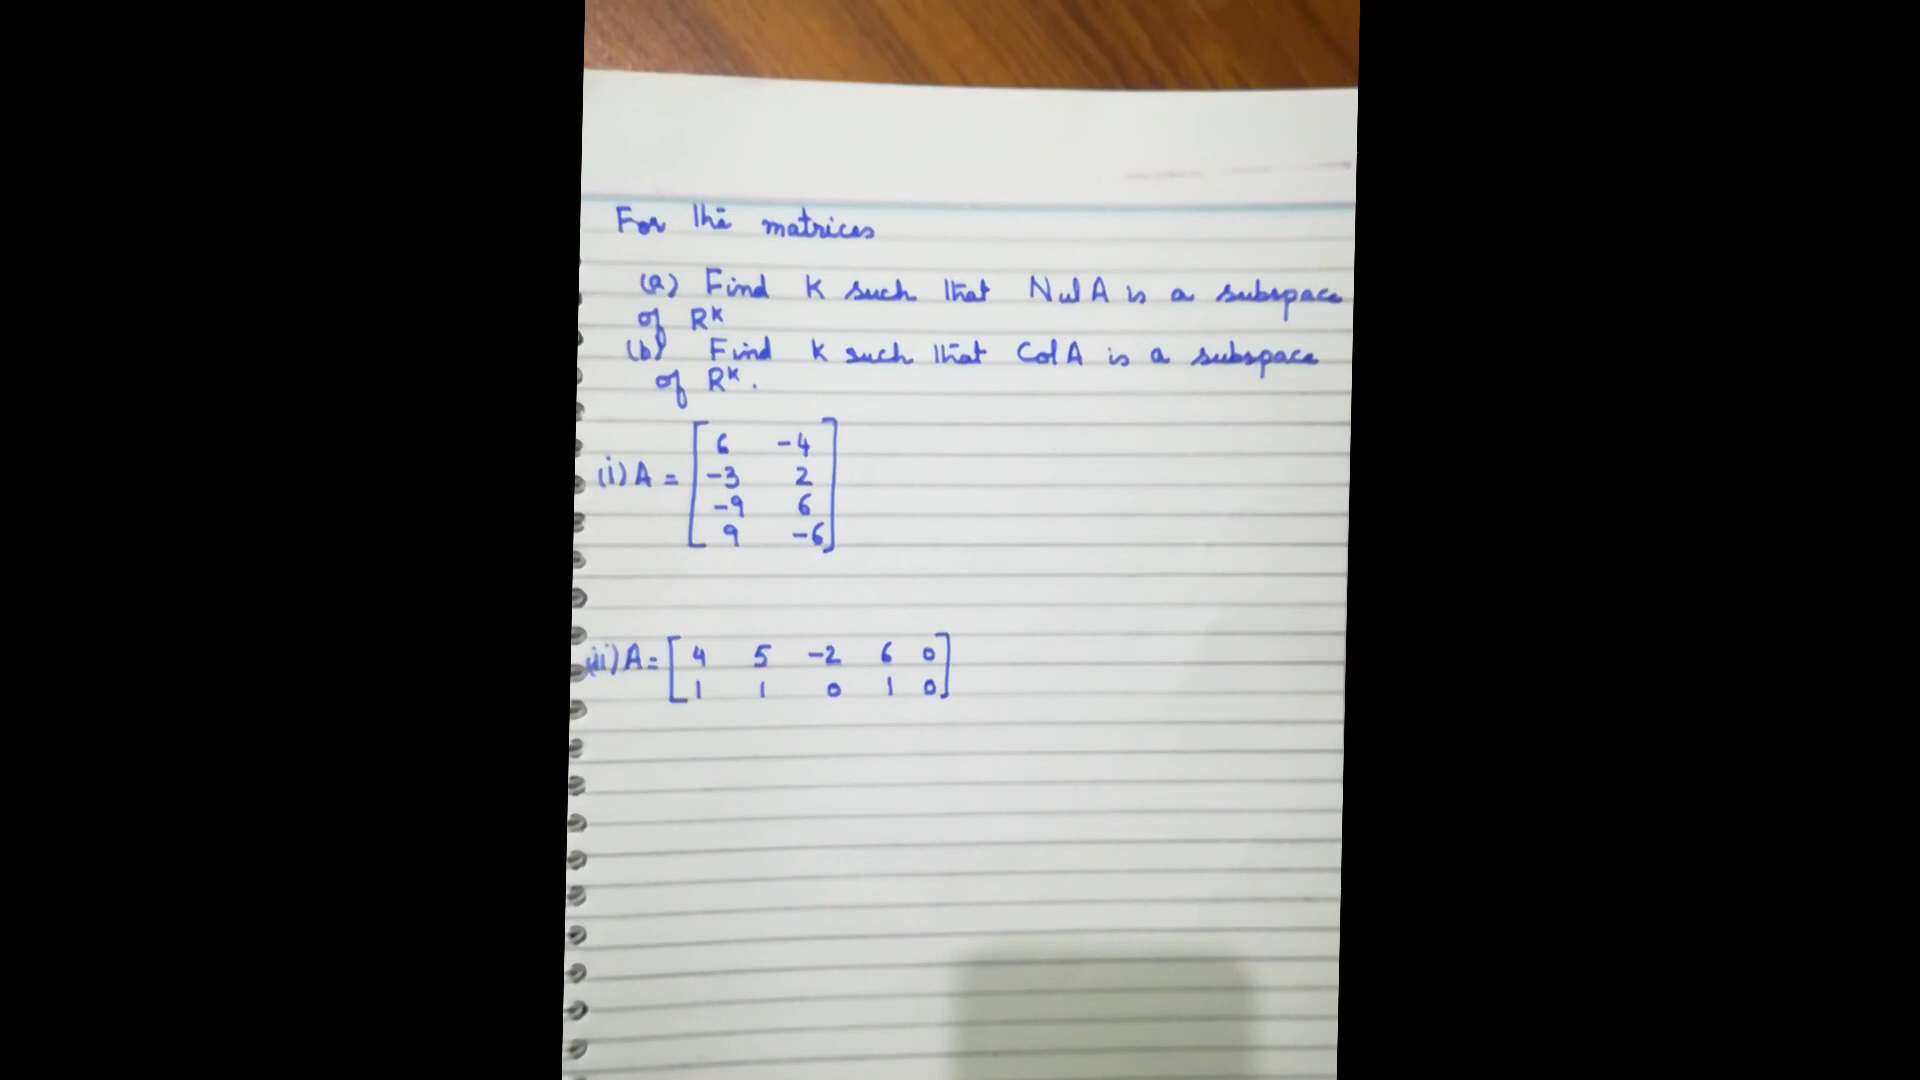 For the matrices
(a) Find K such that Nul A is a subspace
of R^K
(b) Find K such that Col A is a subspace
of R^K.
(i) A = [ 6 -4
-3 2
-9 6
9 -6 ]
(ii) A = [ 4 5 -2 6 0
1 1 0 1 0 ]